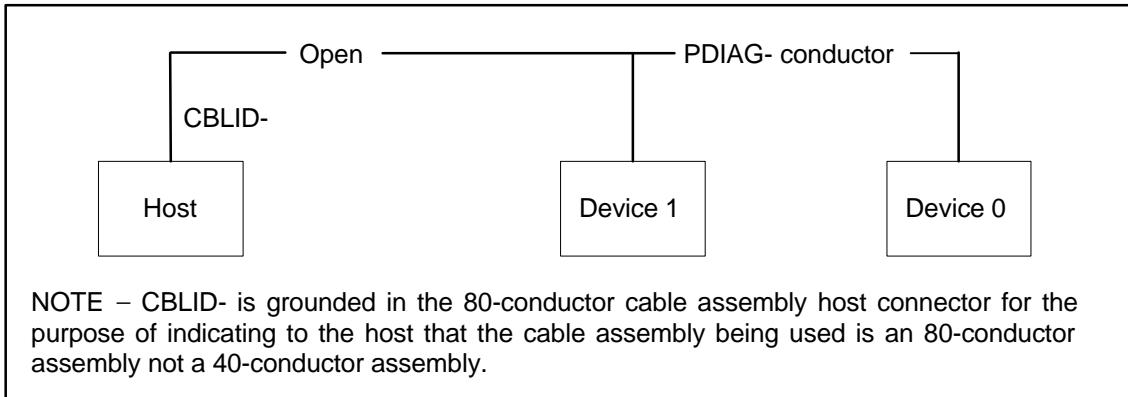 Open
PDIAG- conductor
CBLID-
Host
Device 1
Device 0
NOTE – CBLID- is grounded in the 80-conductor cable assembly host connector for the
purpose of indicating to the host that the cable assembly being used is an 80-conductor
assembly not a 40-conductor assembly.